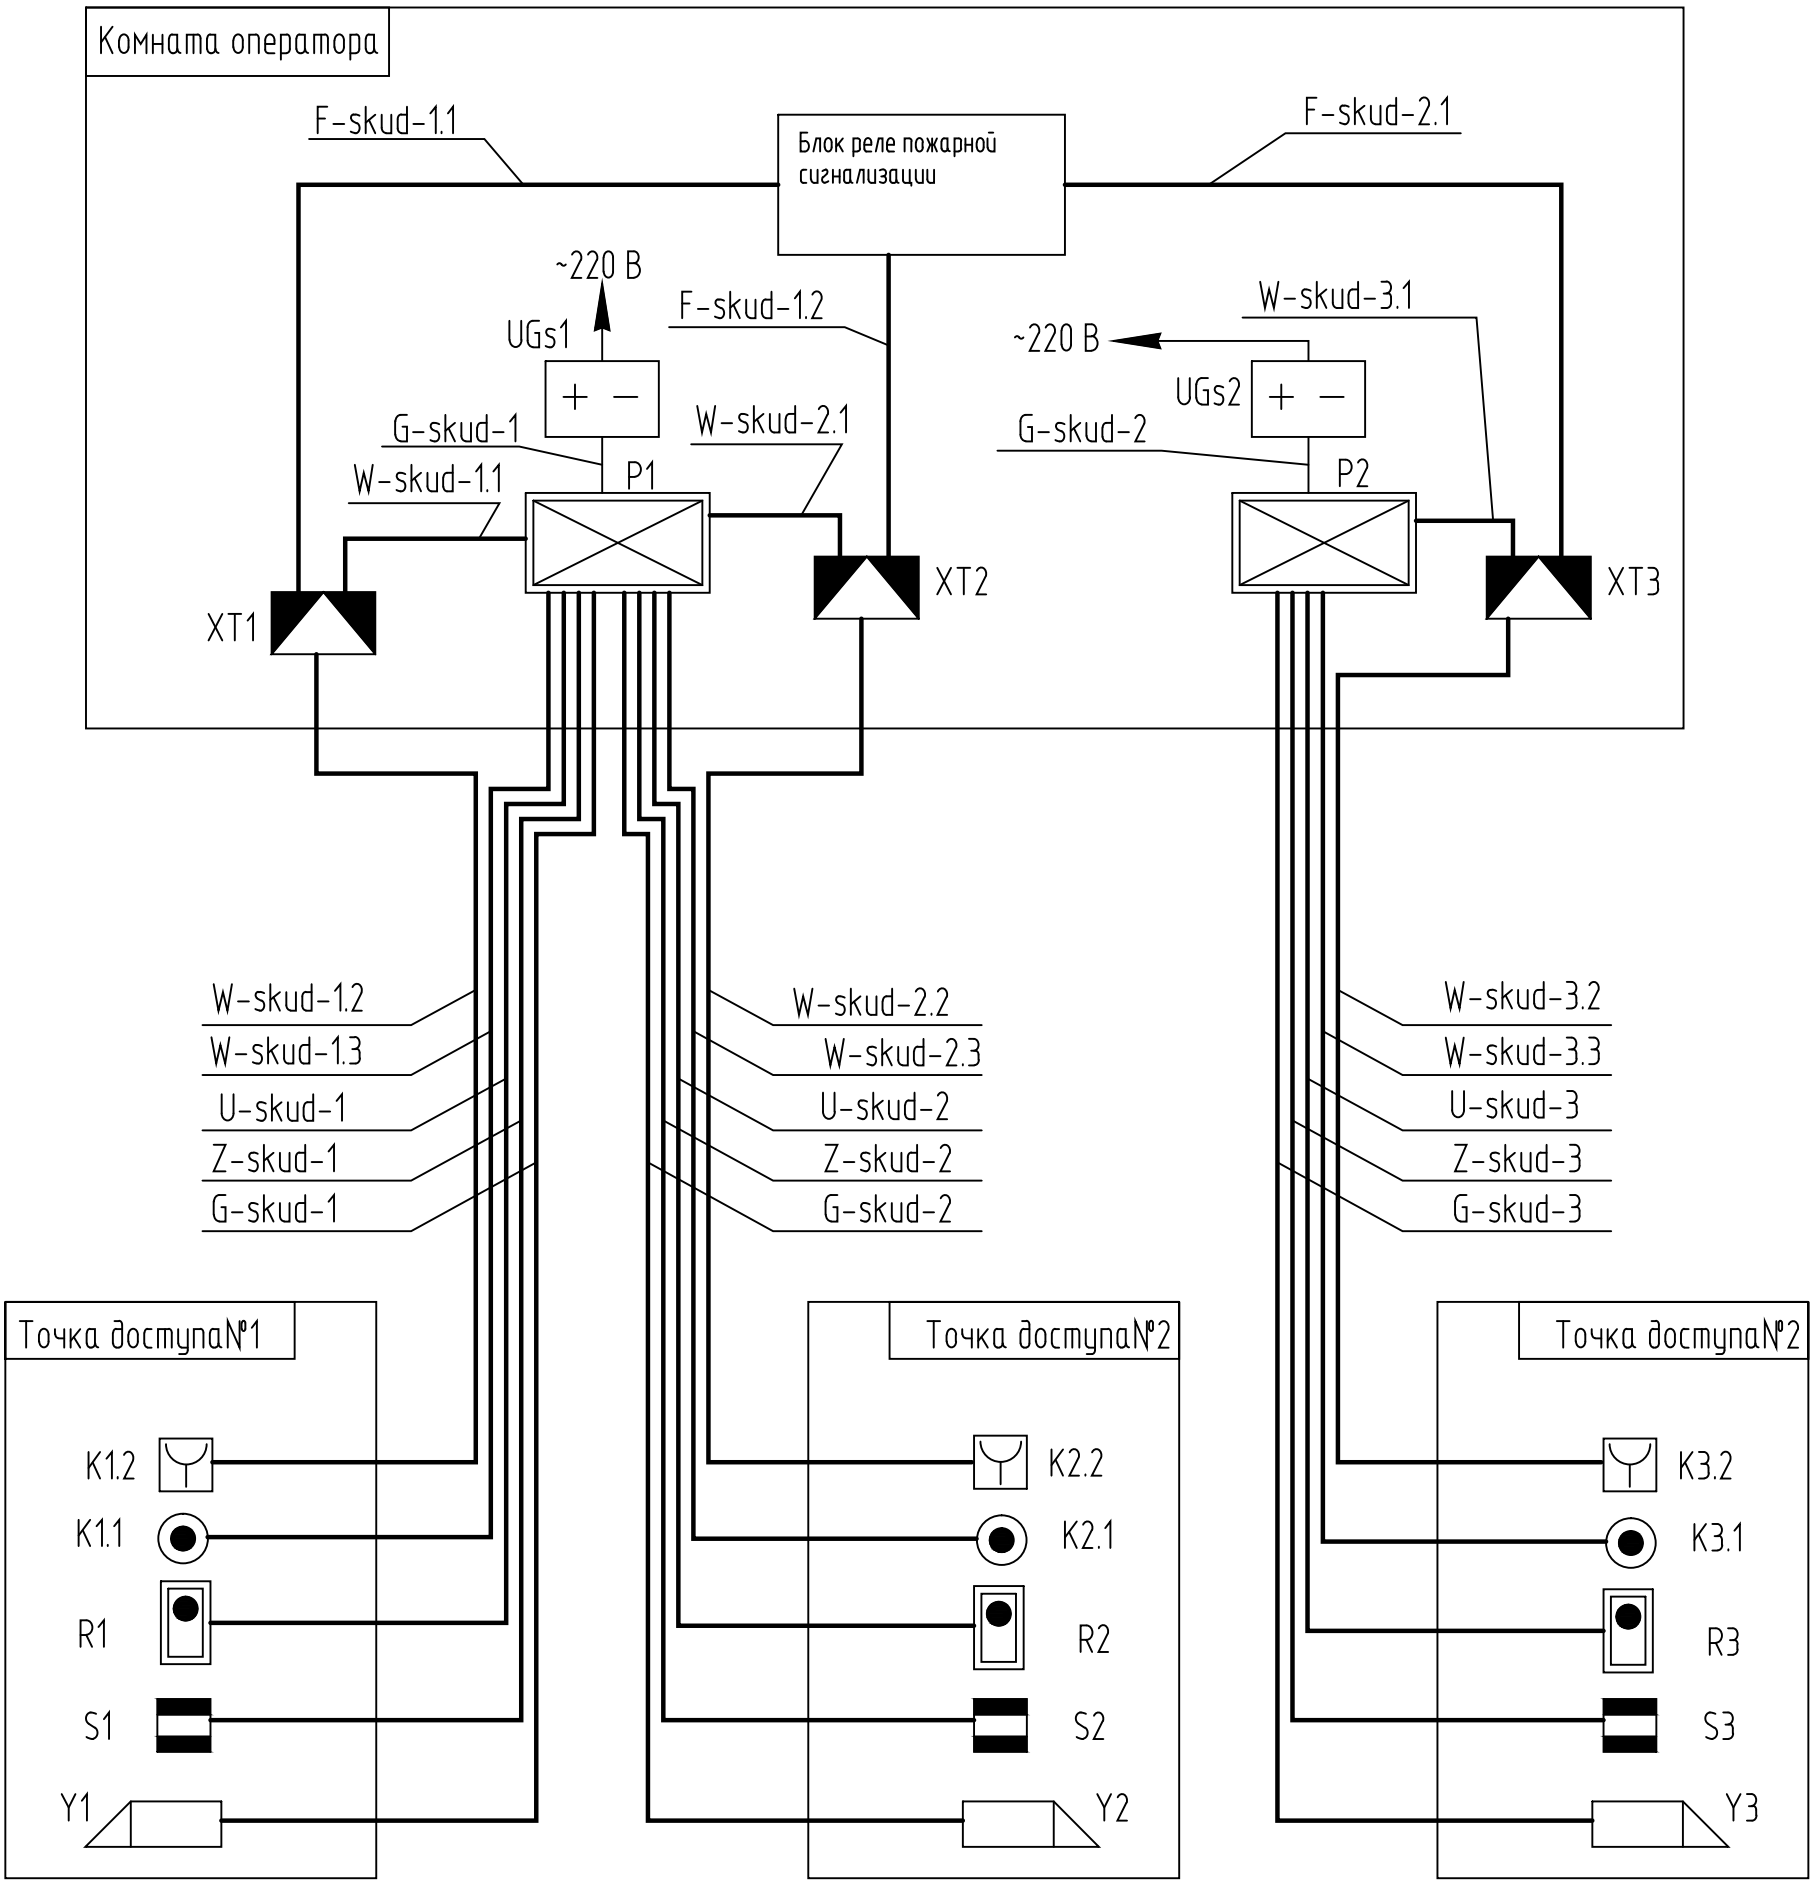 Комната оператора
F-skud-1.1
F-skud-2.1
Блок реле пожарной
сигнализации
~220 В
F-skud-1.2
W-skud-3.1
UGs1
~220 В
+ −
UGs2
+ −
G-skud-1
W-skud-2.1
G-skud-2
W-skud-1.1
P1
P2
XT1
XT2
XT3
W-skud-1.2
W-skud-1.3
U-skud-1
Z-skud-1
G-skud-1
W-skud-2.2
W-skud-2.3
U-skud-2
Z-skud-2
G-skud-2
W-skud-3.2
W-skud-3.3
U-skud-3
Z-skud-3
G-skud-3
Точка доступа№1
K1.2
K1.1
R1
S1
Y1
Точка доступа№2
K2.2
K2.1
R2
S2
Y2
Точка доступа№2
K3.2
K3.1
R3
S3
Y3